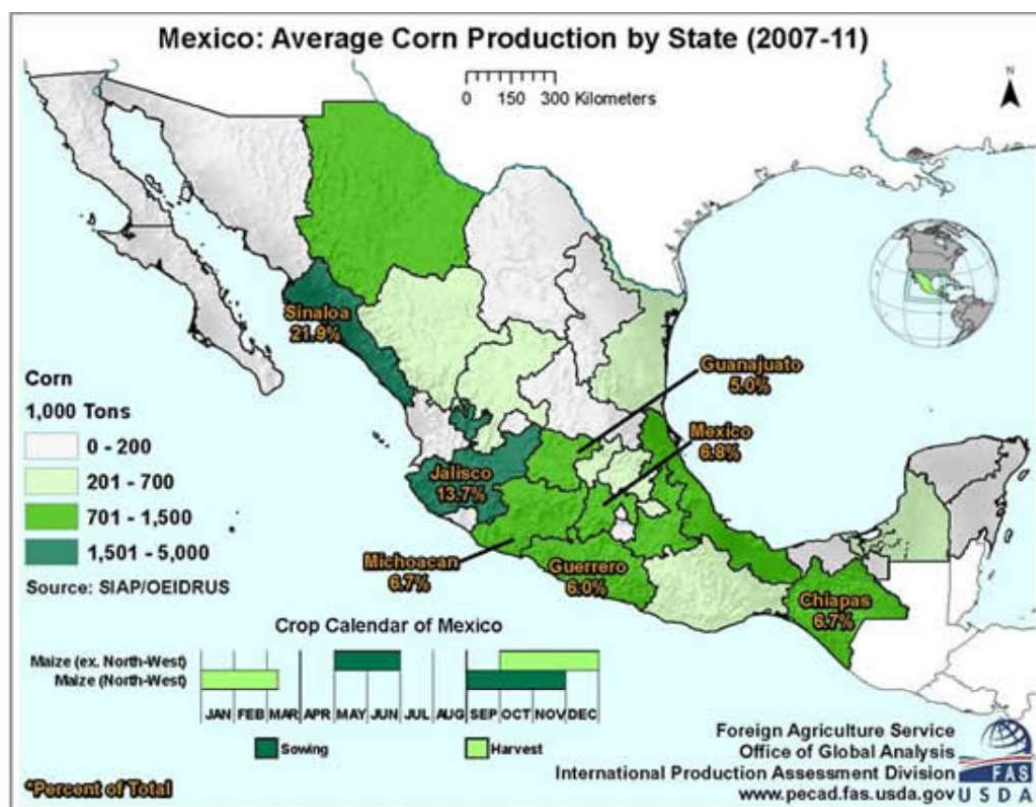 Mexico: Average Corn Production by State (2007-11)
0 150 300 Kilometers
N
Sinaloa
21.9%
Guanajuato
5.0%
Mexico
6.8%
Jalisco
13.7%
Michoacan
6.7%
Guerrero
6.0%
Chiapas
6.7%
Corn
1,000 Tons
0 - 200
201 - 700
701 - 1,500
1,501 - 5,000
Source: SIAP/OEIDRUS
Crop Calendar of Mexico
Maize (ex. North-West)
Maize (North-West)
JAN FEB MAR APR MAY JUN JUL AUG SEP OCT NOV DEC
Sowing Harvest
*Percent of Total
Foreign Agriculture Service
Office of Global Analysis
International Production Assessment Division
www.pecad.fas.usda.gov
FAS
USDA